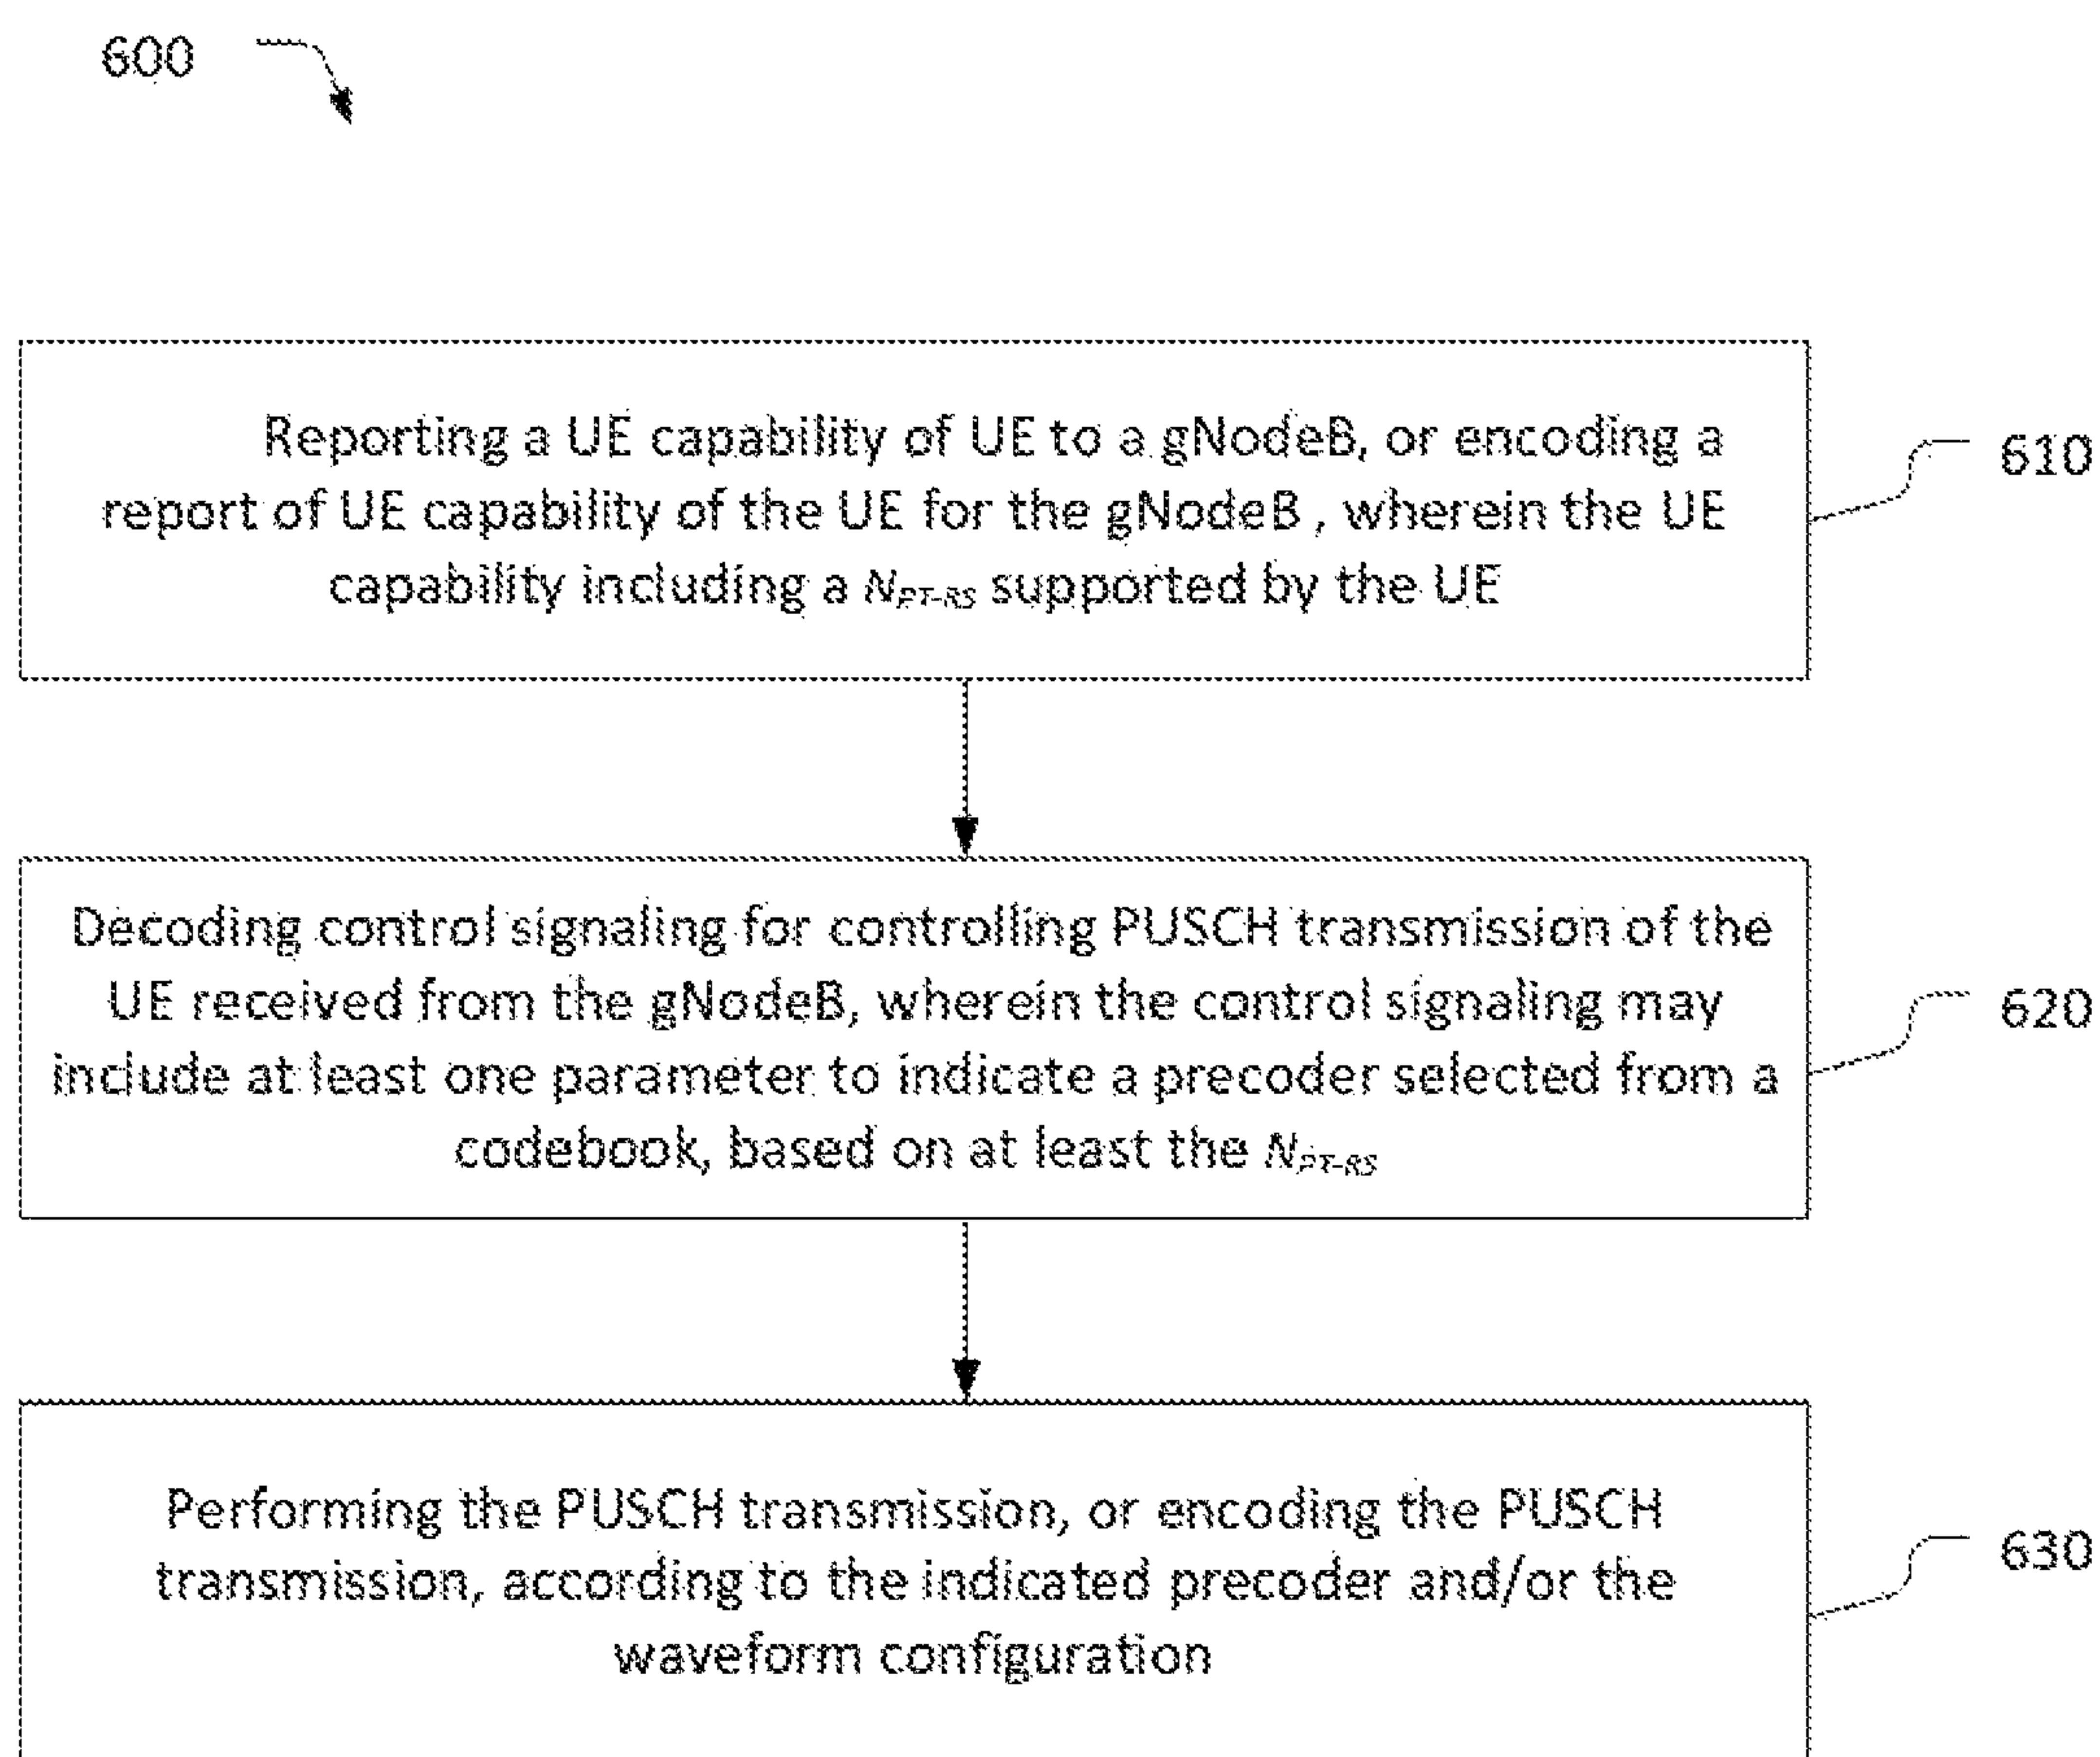 600
Reporting a UE capability of UE to a gNodeB, or encoding a
report of UE capability of the UE for the gNodeB , wherein the UE
capability including a N_PT-RS supported by the UE
610
Decoding control signaling for controlling PUSCH transmission of the
UE received from the gNodeB, wherein the control signaling may
include at least one parameter to indicate a precoder selected from a
codebook, based on at least the N_PT-RS
620
Performing the PUSCH transmission, or encoding the PUSCH
transmission, according to the indicated precoder and/or the
waveform configuration
630